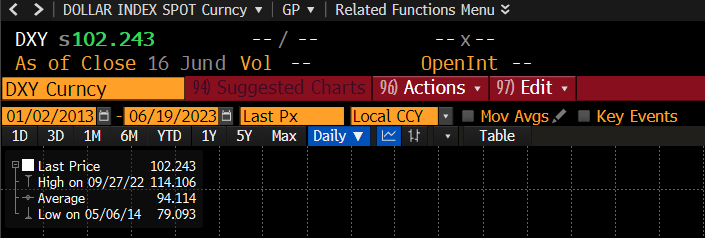 < > DOLLAR INDEX SPOT Curncy ▾ GP ▾ Related Functions Menu ≫
DXY s102.243 -- / -- -- x --
As of Close 16 Jund Vol -- OpenInt --
DXY Curncy 94) Suggested Charts 96) Actions ▾ 97) Edit ▾
01/02/2013 - 06/19/2023 Last Px Local CCY ▾ Mov Avgs Key Events
1D 3D 1M 6M YTD 1Y 5Y Max Daily ▼ ▾ Table
Last Price 102.243
High on 09/27/22 114.106
Average 94.114
Low on 05/06/14 79.093